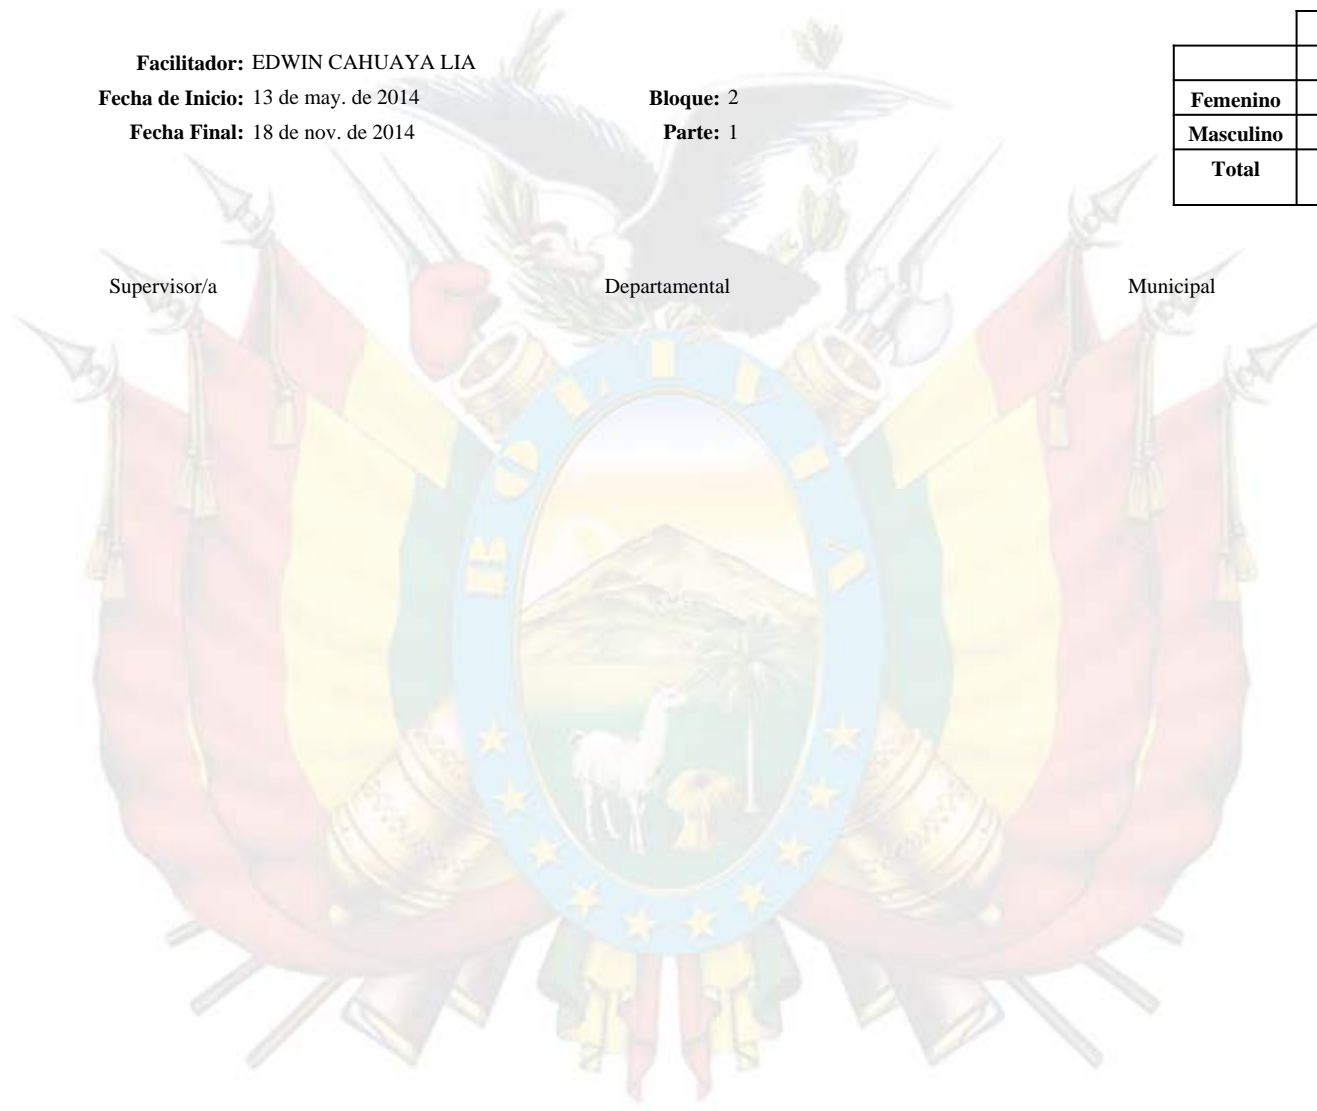 Facilitador: EDWIN CAHUAYA LIA
Fecha de Inicio: 13 de may. de 2014 Bloque: 2
Fecha Final: 18 de nov. de 2014 Parte: 1
Femenino
Masculino
Total
Supervisor/a Departamental Municipal
BOLIVIA